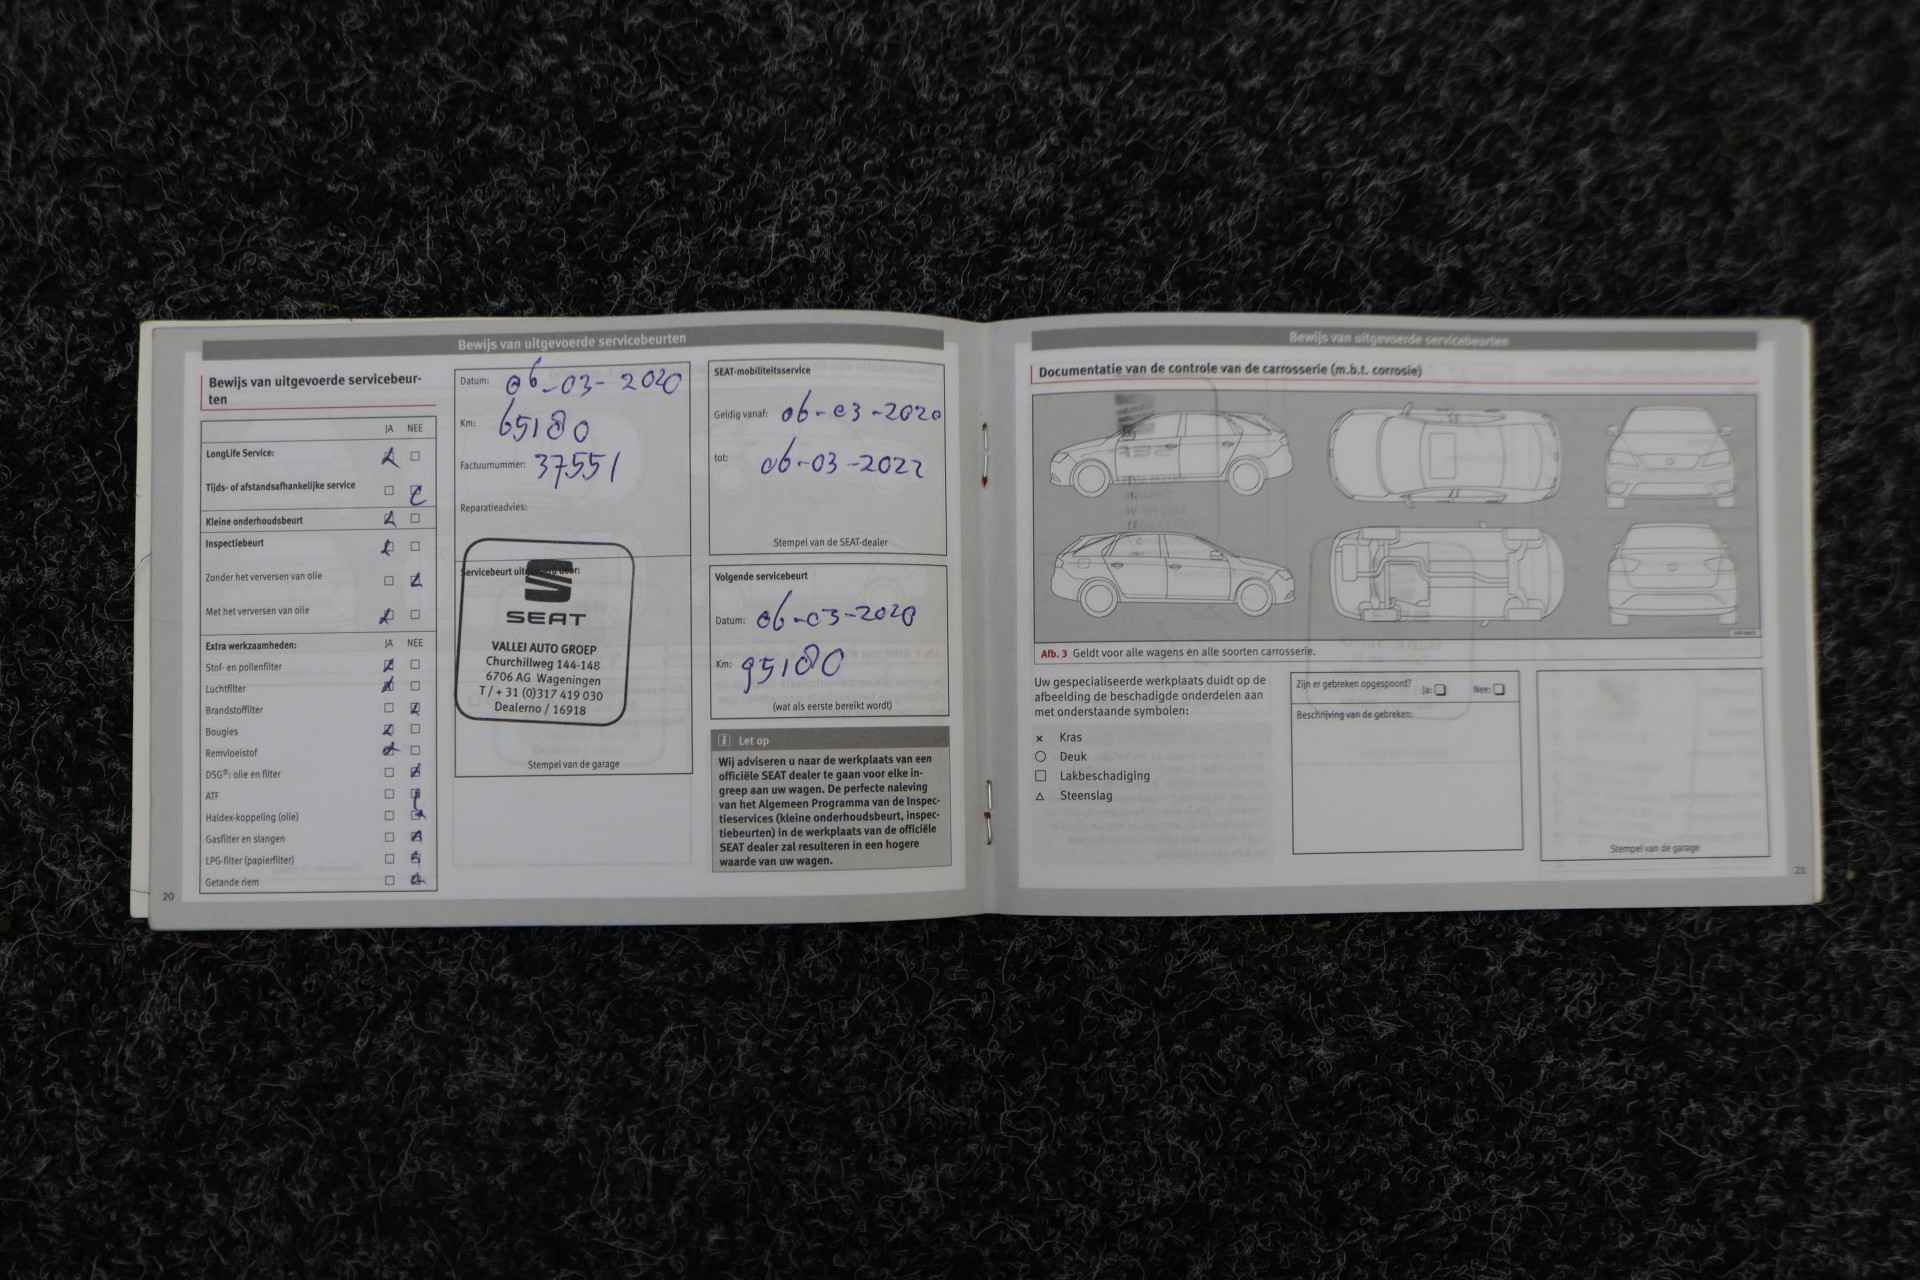 Bewijs van uitgevoerde servicebeurten
Bewijs van uitgevoerde servicebeur-
ten
JA NEE
LongLife Service:
Tijds- of afstandsafhankelijke service
Kleine onderhoudsbeurt
Inspectiebeurt
Zonder het verversen van olie
Met het verversen van olie
Extra werkzaamheden: JA NEE
Stof- en pollenfilter
Luchtfilter
Brandstoffilter
Bougies
Remvloeistof
DSG®: olie en filter
ATF
Haldex-koppeling (olie)
Gasfilter en slangen
LPG-filter (papierfilter)
Getande riem
20
Datum: 06-03-2020
Km: 65180
Factuurnummer: 37551
Reparatieadvies:
Servicebeurt door:
SEAT
VALLEI AUTO GROEP
Churchillweg 144-148
6706 AG Wageningen
T / + 31 (0)317 419 030
Dealerno / 16918
Stempel van de garage
SEAT-mobiliteitsservice
Geldig vanaf: 06-03-2020
tot: 06-03-2022
Stempel van de SEAT-dealer
Volgende servicebeurt
Datum: 06-03-2020
Km: 95180
(wat als eerste bereikt wordt)
i Let op
Wij adviseren u naar de werkplaats van een
officiële SEAT dealer te gaan voor elke in-
greep aan uw wagen. De perfecte naleving
van het Algemeen Programma van de Inspec-
tieservices (kleine onderhoudsbeurt, inspec-
tiebeurten) in de werkplaats van de officiële
SEAT dealer zal resulteren in een hogere
waarde van uw wagen.
Bewijs van uitgevoerde servicebeurten
Documentatie van de controle van de carrosserie (m.b.t. corrosie)
Afb. 3 Geldt voor alle wagens en alle soorten carrosserie.
Uw gespecialiseerde werkplaats duidt op de
afbeelding de beschadigde onderdelen aan
met onderstaande symbolen:
× Kras
○ Deuk
□ Lakbeschadiging
△ Steenslag
Zijn er gebreken opgespoord? Ja: Nee:
Beschrijving van de gebreken:
Stempel van de garage
21